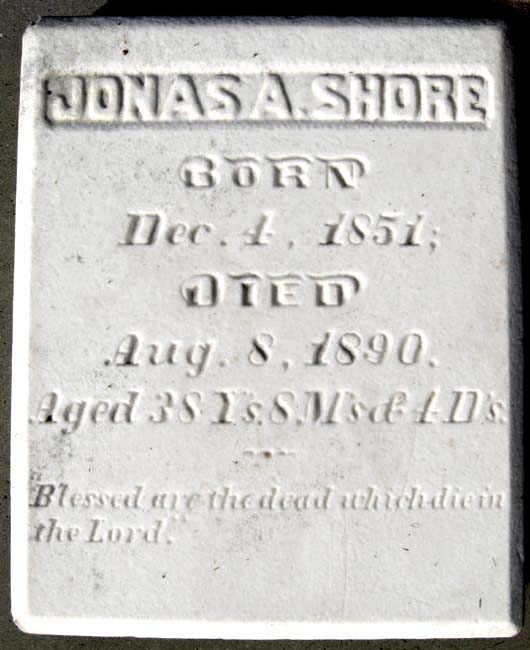 JONAS A. SHORE
BORN
Dec. 4, 1851;
DIED
Aug. 8, 1890.
Aged 38 Y's. 8 M's & 4 D's.
Blessed are the dead which die in
the Lord.